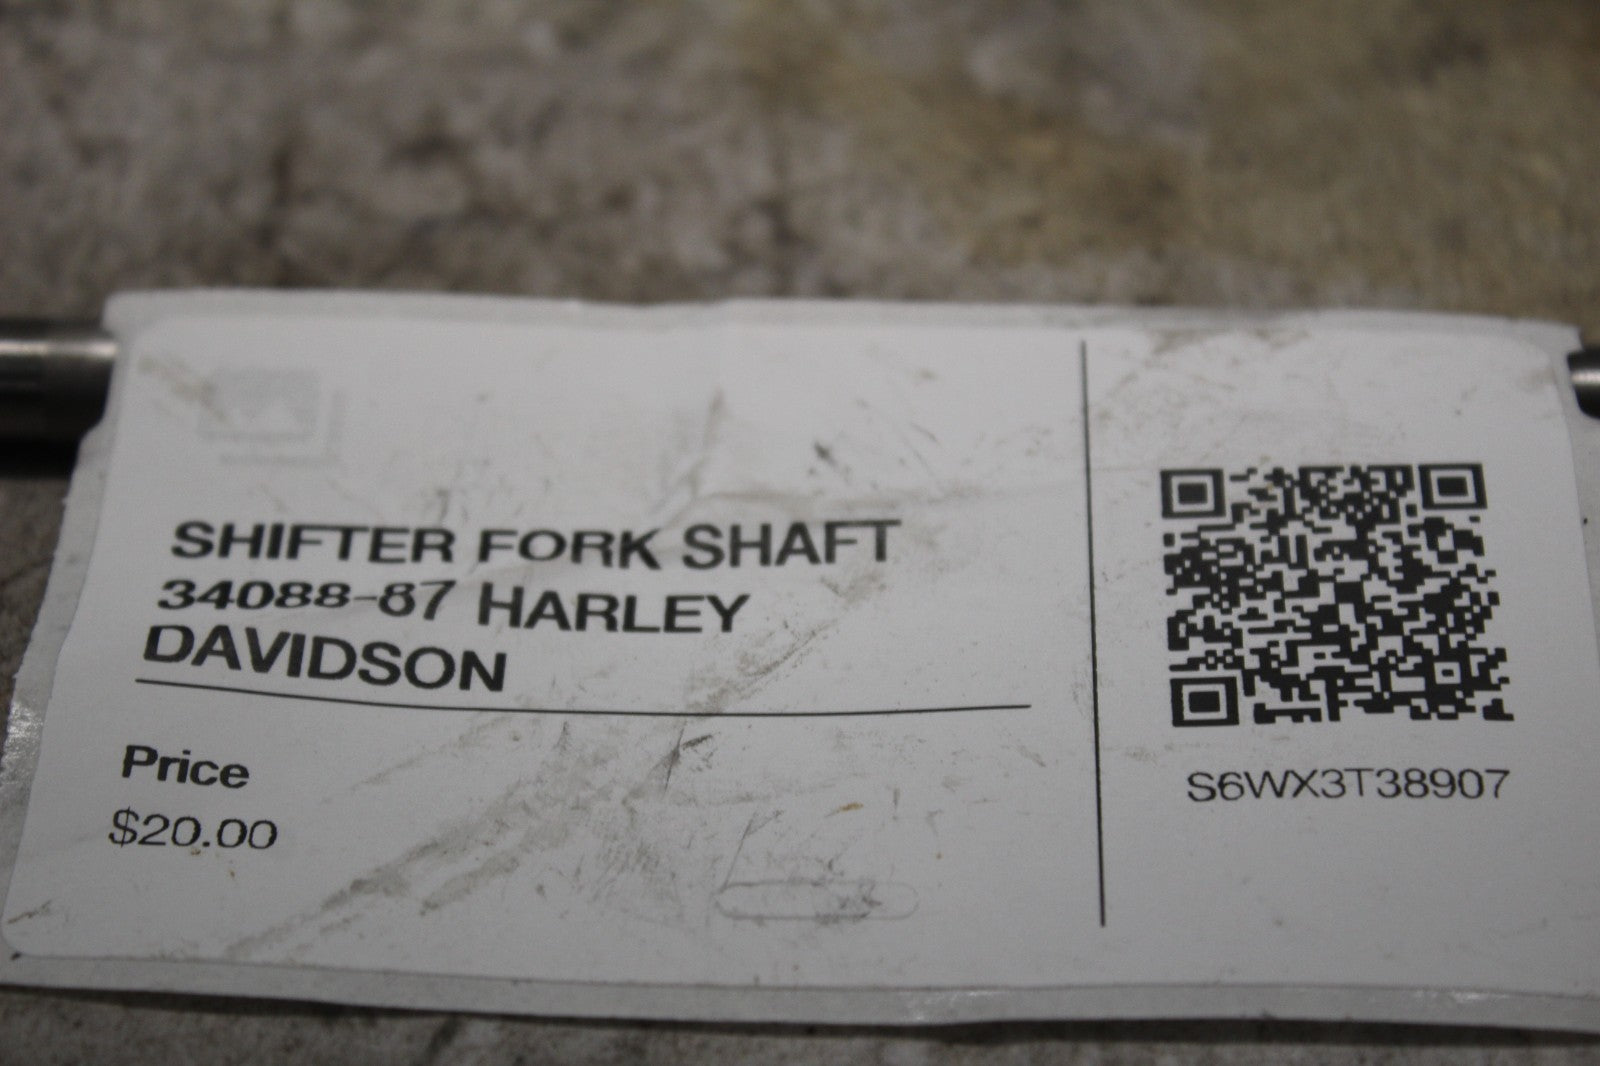 SHIFTER FORK SHAFT
34088-87 HARLEY
DAVIDSON
Price
$20.00
S6WX3T38907